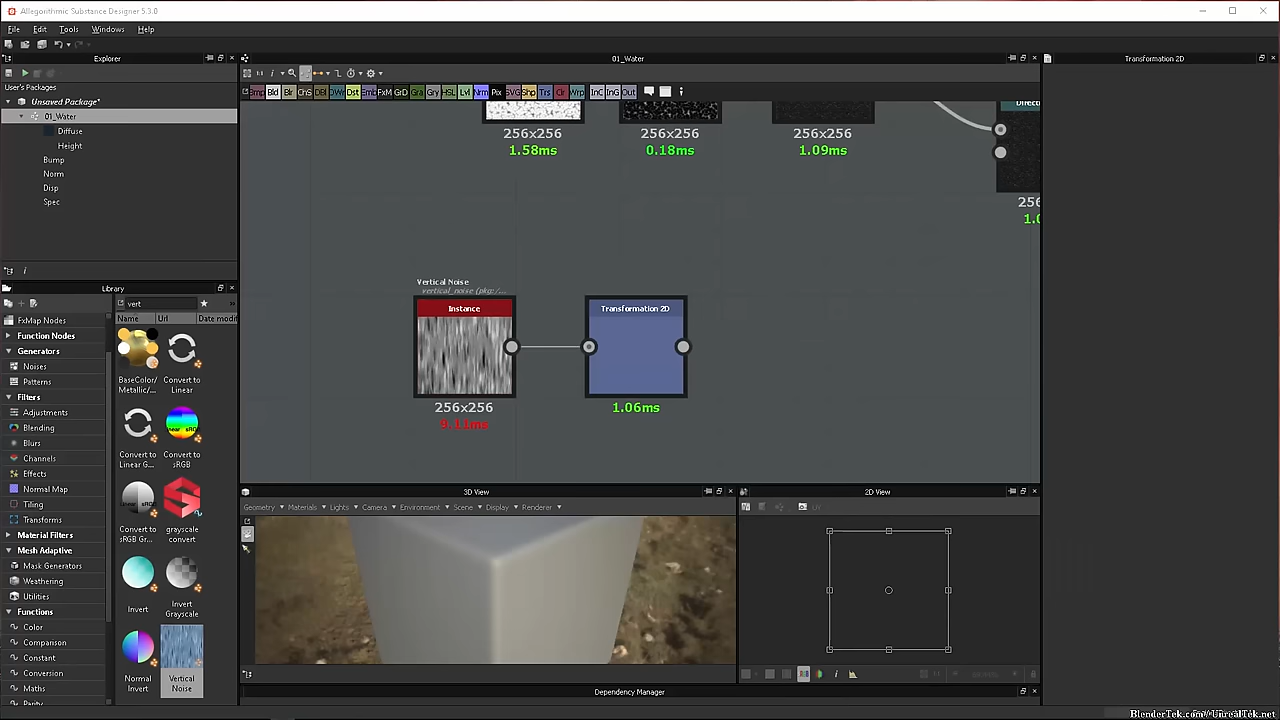 Allegorithmic Substance Designer 5.3.0
File Edit Tools Windows Help
Explorer
User's Packages
Unsaved Package*
01_Water
Diffuse
Height
Bump
Norm
Disp
Spec
Library
vert
Name Url Date modif
FxMap Nodes
Function Nodes
Generators
Noises
Patterns
Filters
Adjustments
Blending
Blurs
Channels
Effects
Normal Map
Tiling
Transforms
Material Filters
Mesh Adaptive
Mask Generators
Weathering
Utilities
Functions
Color
Comparison
Constant
Conversion
Maths
BaseColor/
Metallic/...
Convert to
Linear
Convert to
Linear G...
Convert to
sRGB
Convert to
sRGB Gr...
grayscale
convert
Invert
Invert
Grayscale
Normal
Invert
Vertical
Noise
01_Water
256x256
1.58ms
256x256
0.18ms
256x256
1.09ms
Vertical Noise
vertical_noise (pkg:/...
Instance
256x256
9.11ms
Transformation 2D
1.06ms
3D View
Geometry Materials Lights Camera Environment Scene Display Renderer
2D View
Dependency Manager
Transformation 2D
BlenderTek.com/UnrealTek.net